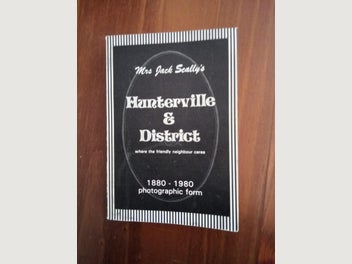 Mrs Jack Scally's
Hunterville
&
District
where the friendly neighbour cares
1880 - 1980
photographic form